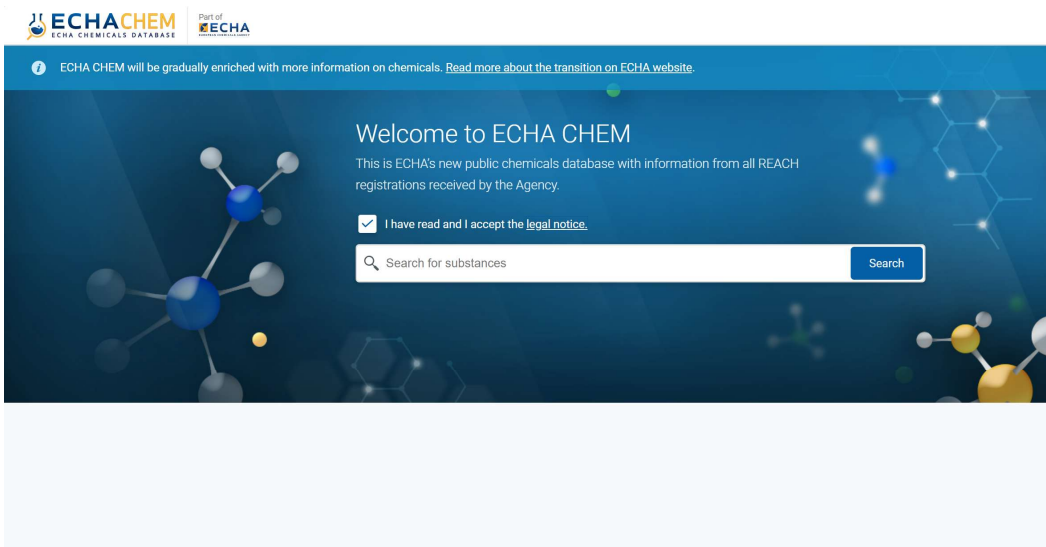 ECHACHEM
ECHA CHEMICALS DATABASE
Part of
ECHA
EUROPEAN CHEMICALS AGENCY
i ECHA CHEM will be gradually enriched with more information on chemicals. Read more about the transition on ECHA website.
Welcome to ECHA CHEM
This is ECHA's new public chemicals database with information from all REACH
registrations received by the Agency.
I have read and I accept the legal notice.
Search for substances
Search